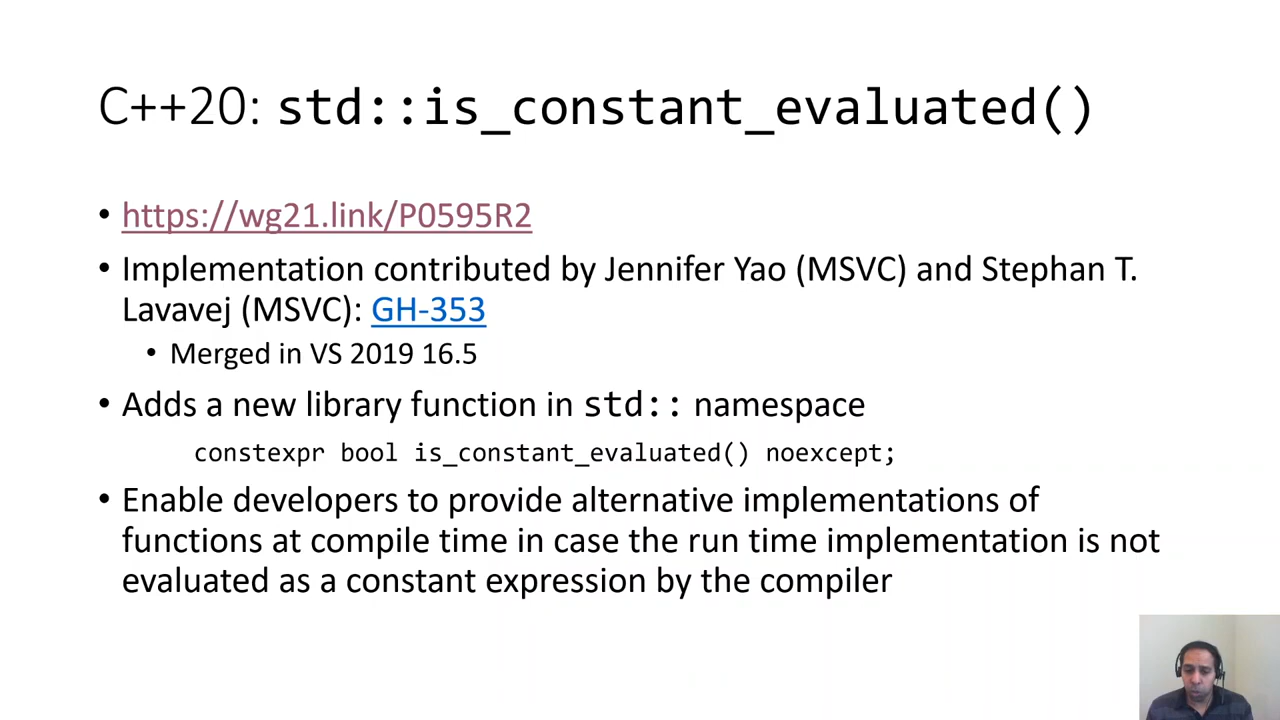 C++20: std::is_constant_evaluated()
• https://wg21.link/P0595R2
• Implementation contributed by Jennifer Yao (MSVC) and Stephan T.
Lavavej (MSVC): GH-353
• Merged in VS 2019 16.5
• Adds a new library function in std:: namespace
constexpr bool is_constant_evaluated() noexcept;
• Enable developers to provide alternative implementations of
functions at compile time in case the run time implementation is not
evaluated as a constant expression by the compiler